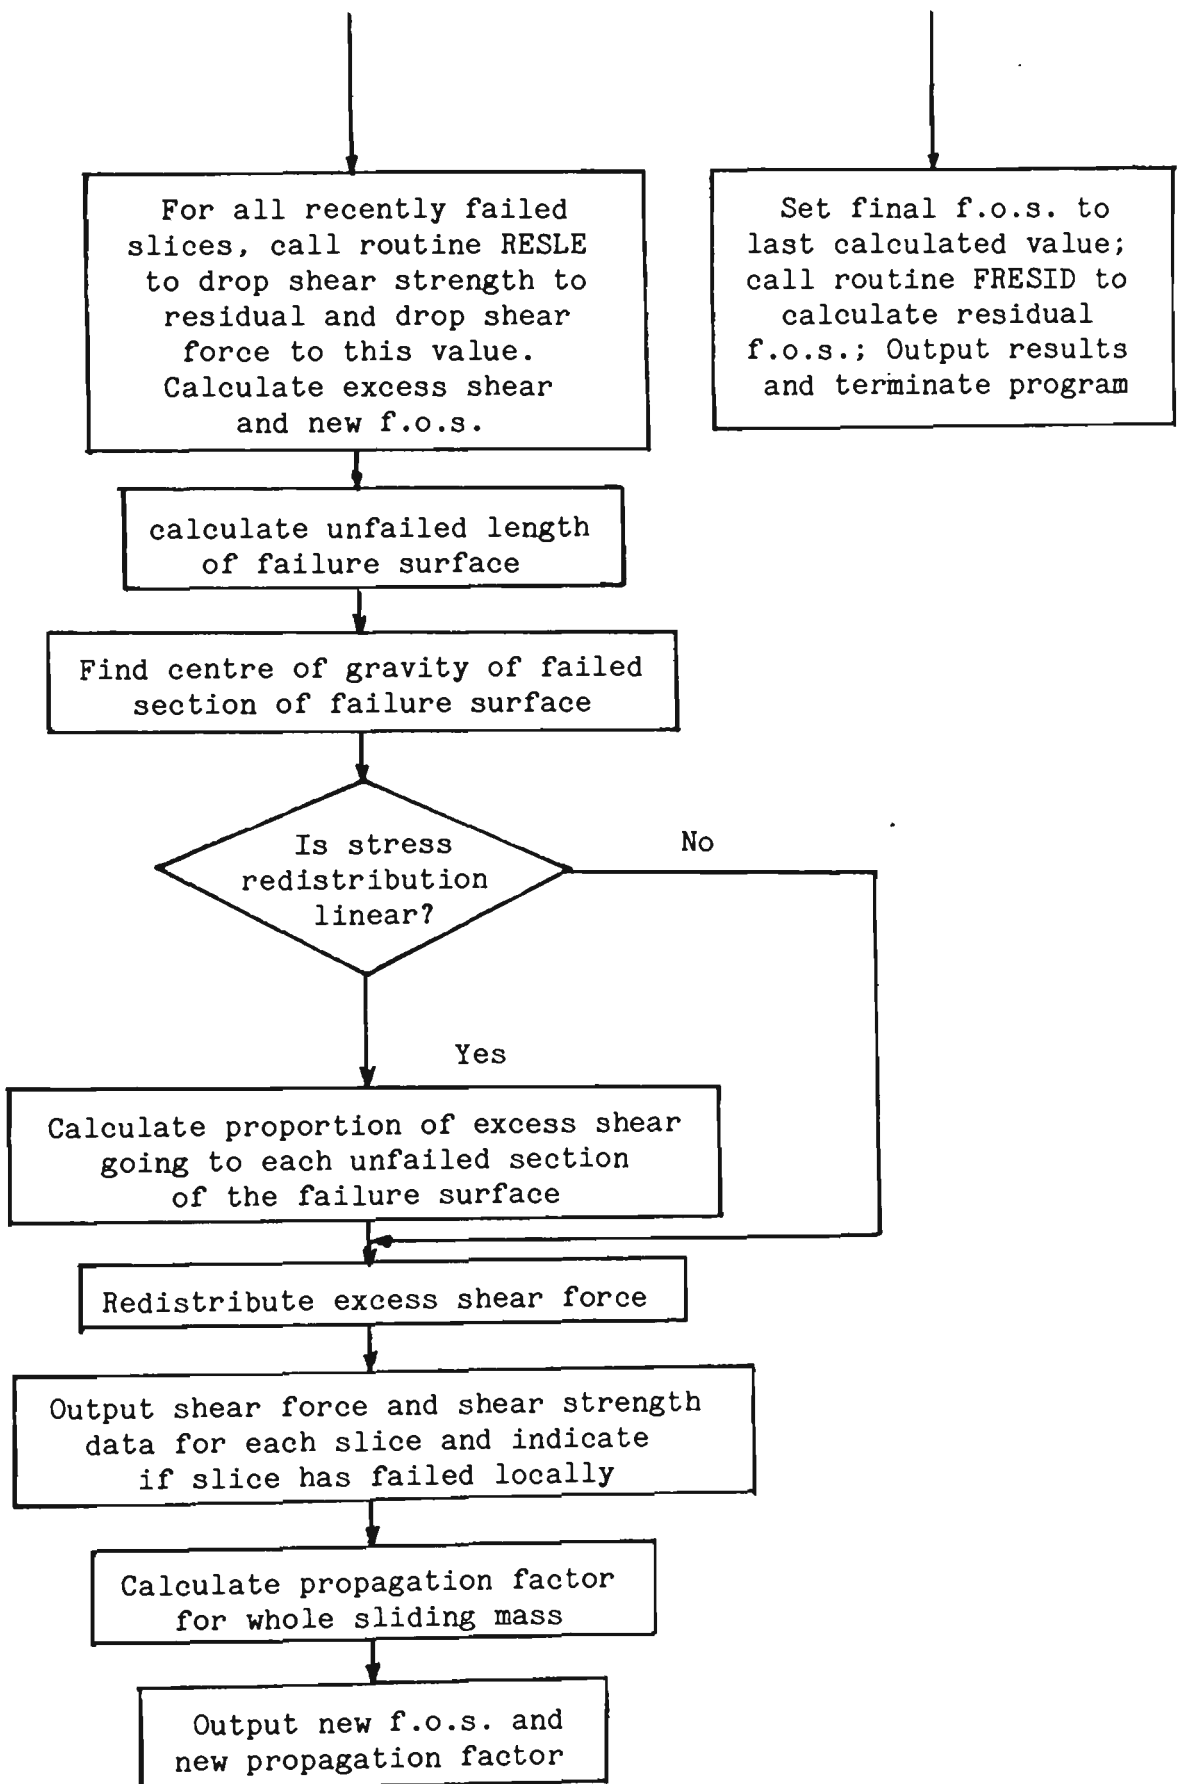 For all recently failed
slices, call routine RESLE
to drop shear strength to
residual and drop shear
force to this value.
Calculate excess shear
and new f.o.s.
Set final f.o.s. to
last calculated value;
call routine FRESID to
calculate residual
f.o.s.; Output results
and terminate program
calculate unfailed length
of failure surface
Find centre of gravity of failed
section of failure surface
Is stress
redistribution
linear?
No
Yes
Calculate proportion of excess shear
going to each unfailed section
of the failure surface
Redistribute excess shear force
Output shear force and shear strength
data for each slice and indicate
if slice has failed locally
Calculate propagation factor
for whole sliding mass
Output new f.o.s. and
new propagation factor